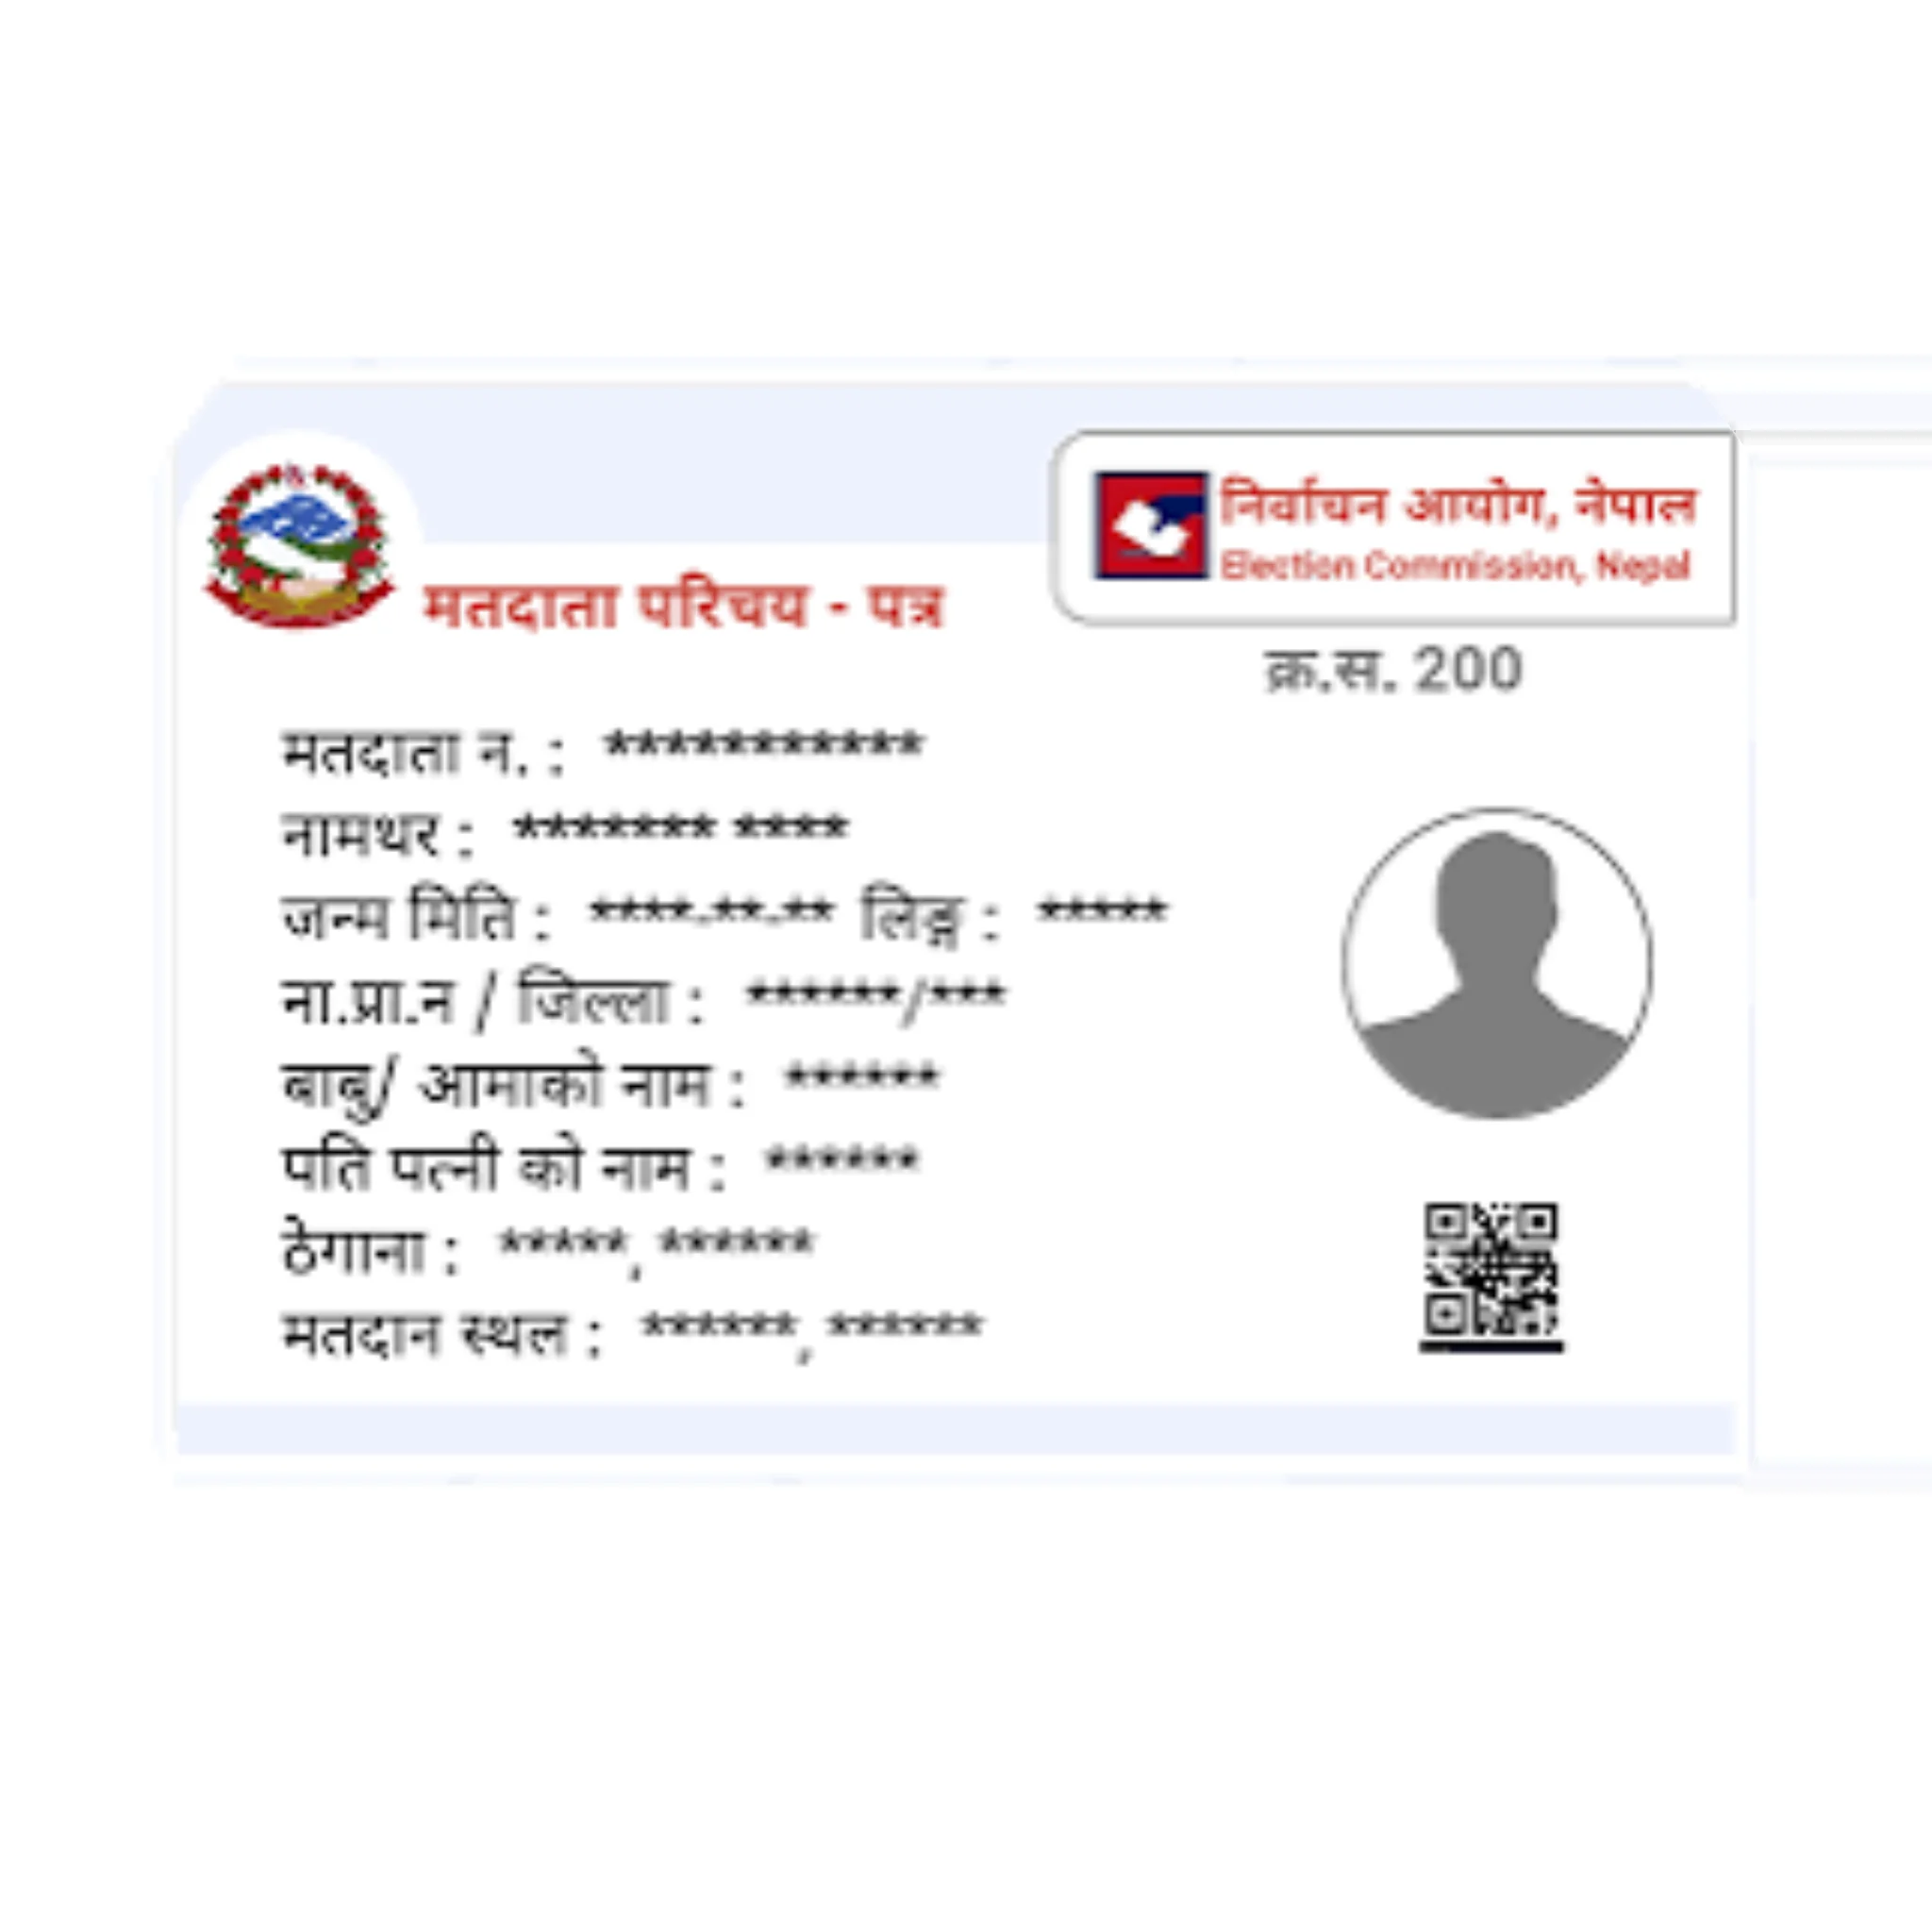 निर्वाचन आयोग, नेपाल
Election Commission, Nepal
मतदाता परिचय - पत्र
क्र.स. 200
मतदाता न. : ***********
नामथर : ******* ****
जन्म मिति : ****-**-** लिङ्ग : *****
ना.प्रा.न / जिल्ला : ******/***
बाबु/ आमाको नाम : ******
पति पत्नी को नाम : ******
ठेगाना : *****, ******
मतदान स्थल : ******, ******